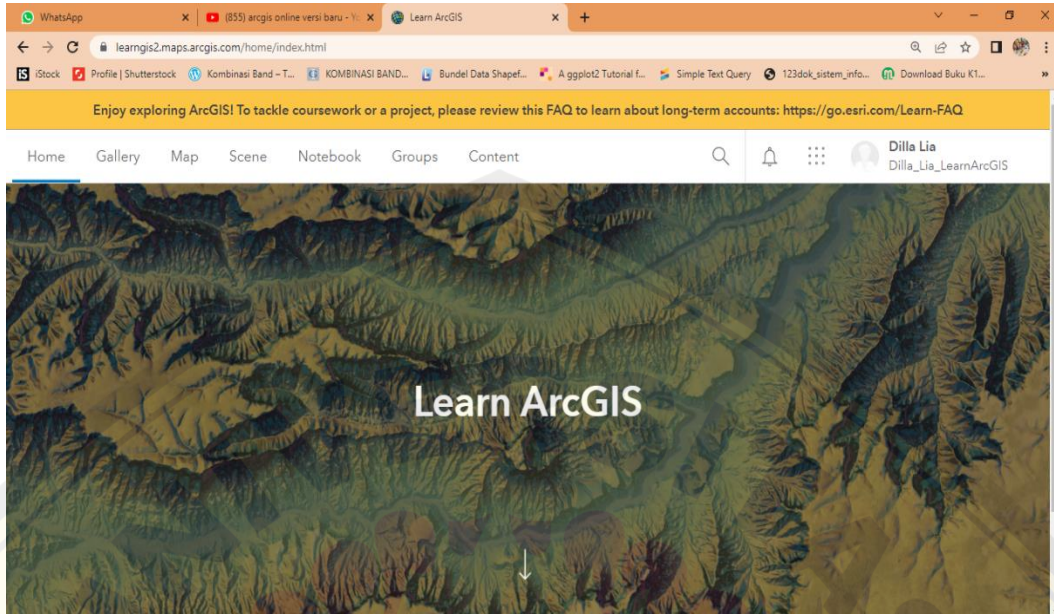 WhatsApp
(855) arcgis online versi baru - Yo
Learn ArcGIS
learngis2.maps.arcgis.com/home/index.html
iS iStock Profile | Shutterstock Kombinasi Band – T... KOMBINASI BAND... Bundel Data Shapef... A ggplot2 Tutorial f... Simple Text Query 123dok_sistem_info... Download Buku K1... »
Enjoy exploring ArcGIS! To tackle coursework or a project, please review this FAQ to learn about long-term accounts: https://go.esri.com/Learn-FAQ
Home Gallery Map Scene Notebook Groups Content
Dilla Lia
Dilla_Lia_LearnArcGIS
Learn ArcGIS